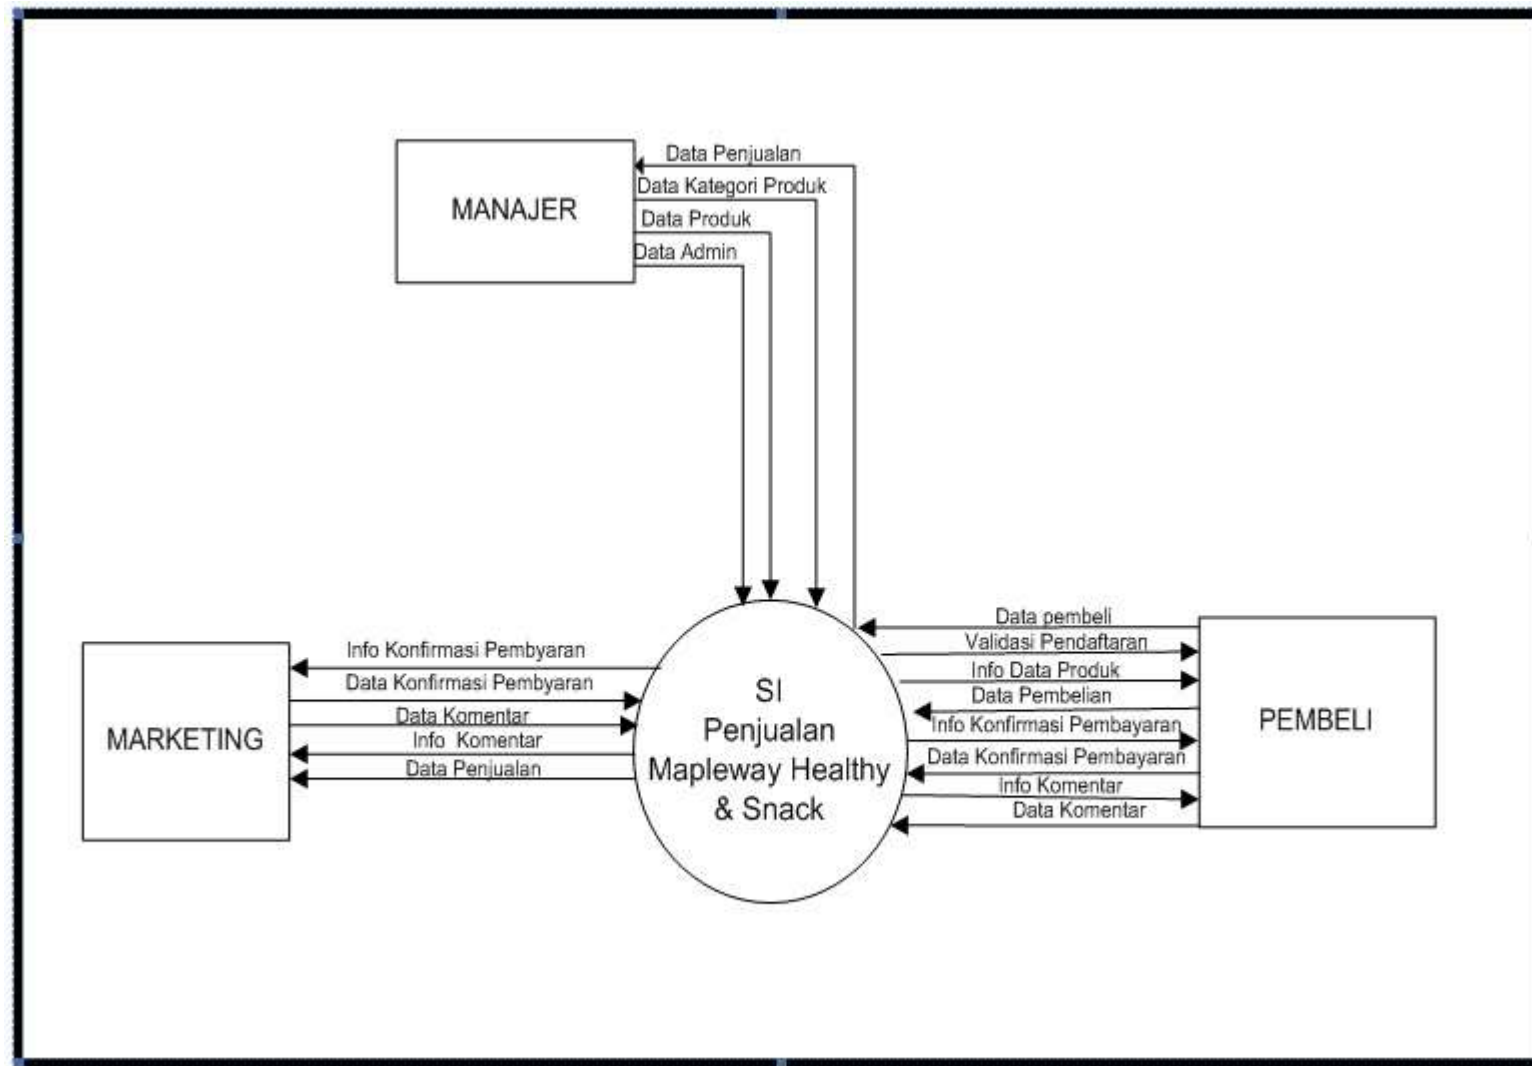 Data Penjualan
Data Kategori Produk
MANAJER
Data Produk
Data Admin
Info Konfirmasi Pembyaran
Data Konfirmasi Pembyaran
Data Komentar
Info Komentar
Data Penjualan
MARKETING
SI
Penjualan
Mapleway Healthy
& Snack
Data pembeli
Validasi Pendaftaran
Info Data Produk
Data Pembelian
Info Konfirmasi Pembayaran
Data Konfirmasi Pembayaran
Info Komentar
Data Komentar
PEMBELI